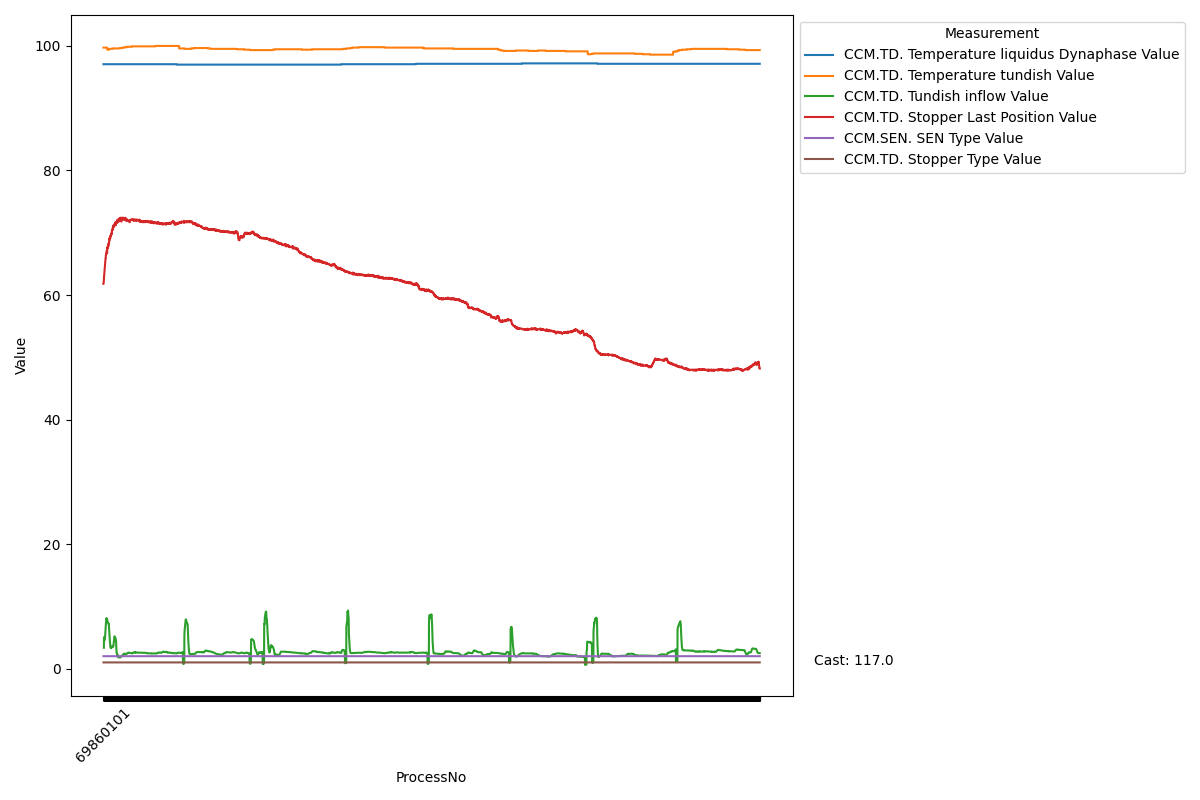 Measurement
CCM.TD. Temperature liquidus Dynaphase Value
CCM.TD. Temperature tundish Value
CCM.TD. Tundish inflow Value
CCM.TD. Stopper Last Position Value
CCM.SEN. SEN Type Value
CCM.TD. Stopper Type Value
100
80
60
40
20
0
Value
Cast: 117.0
69860101
ProcessNo